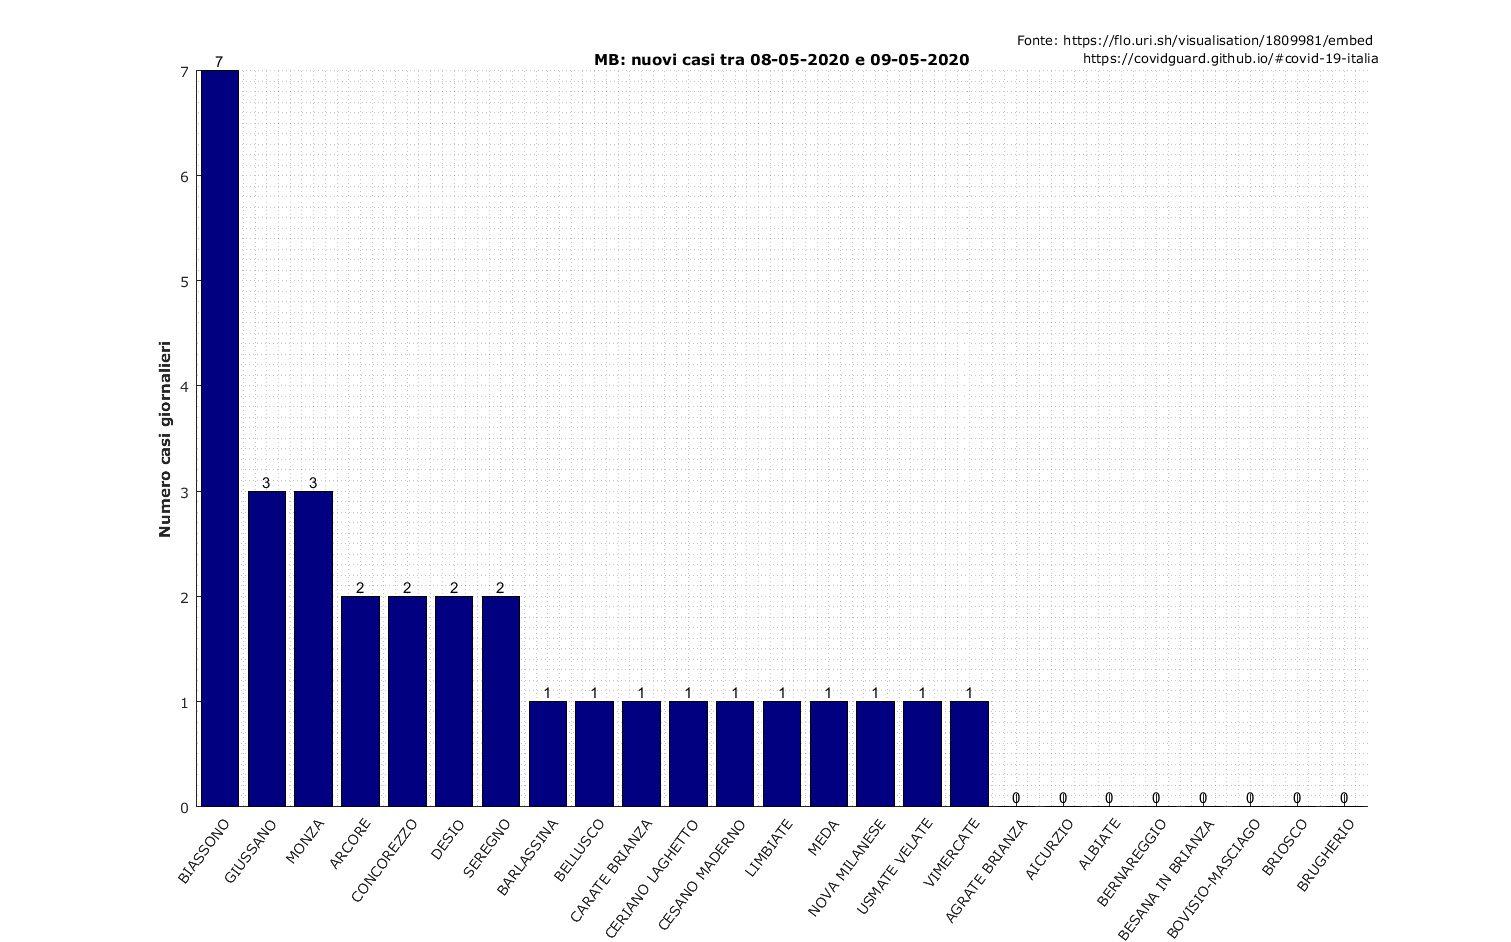 Fonte: https://flo.uri.sh/visualisation/1809981/embed
https://covidguard.github.io/#covid-19-italia
MB: nuovi casi tra 08-05-2020 e 09-05-2020
Numero casi giornalieri
7
6
5
4
3
2
1
0
7
3
3
2
2
2
2
1
1
1
1
1
1
1
1
1
1
0
0
0
0
0
0
0
0
BIASSONO
GIUSSANO
MONZA
ARCORE
CONCOREZZO
DESIO
SEREGNO
BARLASSINA
BELLUSCO
CARATE BRIANZA
CERIANO LAGHETTO
CESANO MADERNO
LIMBIATE
MEDA
NOVA MILANESE
USMATE VELATE
VIMERCATE
AGRATE BRIANZA
AICURZIO
ALBIATE
BERNAREGGIO
BESANA IN BRIANZA
BOVISIO-MASCIAGO
BRIOSCO
BRUGHERIO